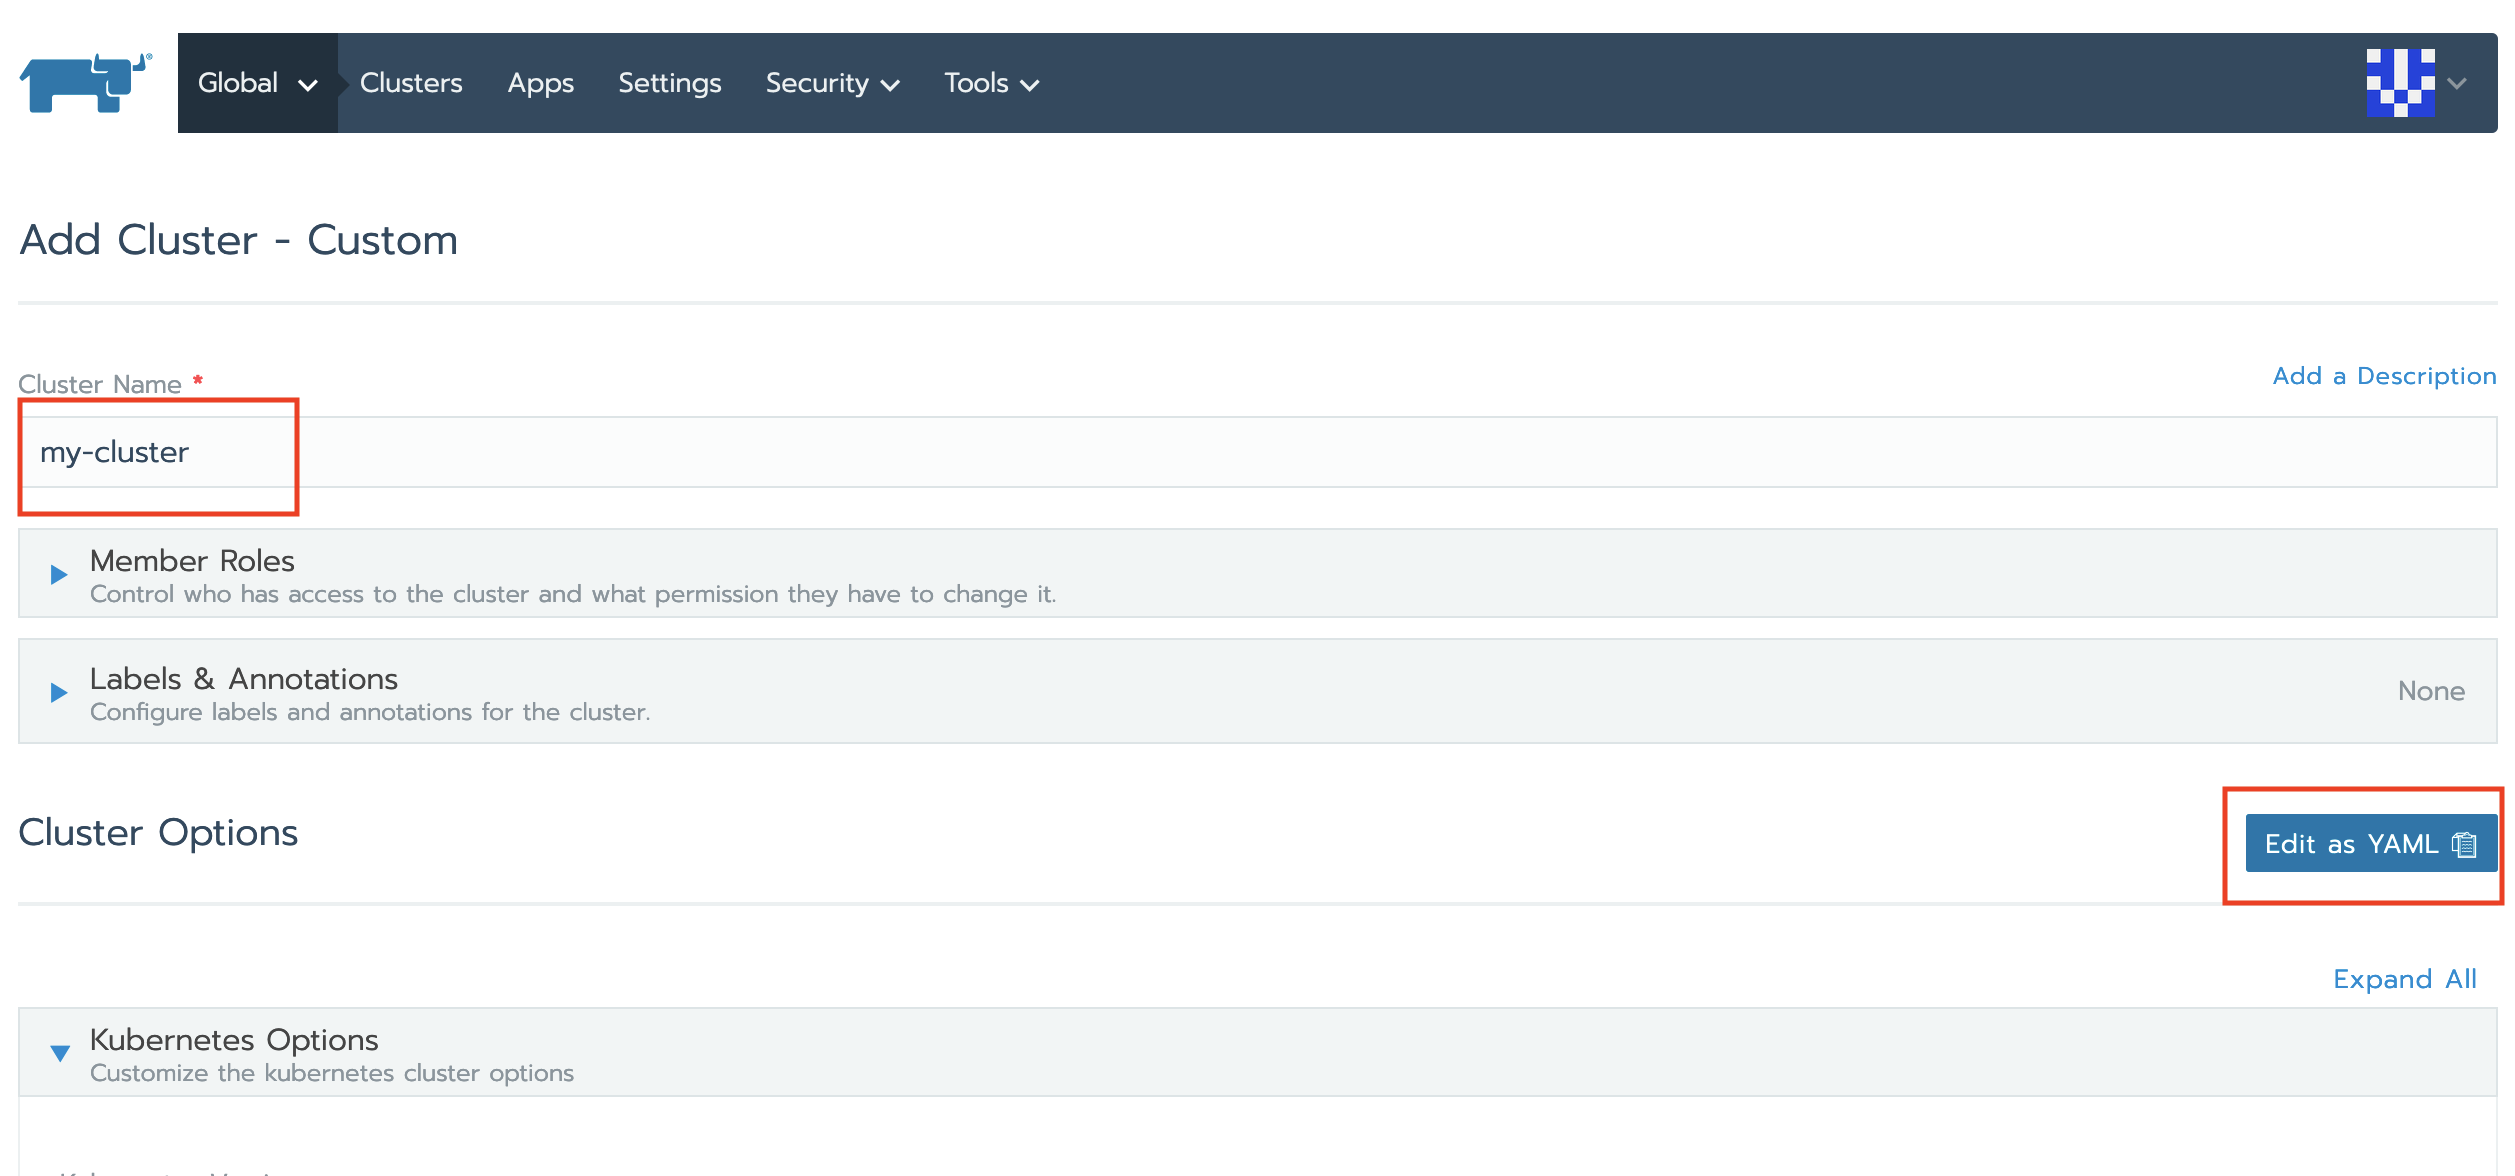 Global Clusters Apps Settings Security Tools
Add Cluster - Custom
Cluster Name *
Add a Description
my-cluster
Member Roles
Control who has access to the cluster and what permission they have to change it.
Labels & Annotations
Configure labels and annotations for the cluster.
None
Cluster Options
Edit as YAML
Expand All
Kubernetes Options
Customize the kubernetes cluster options